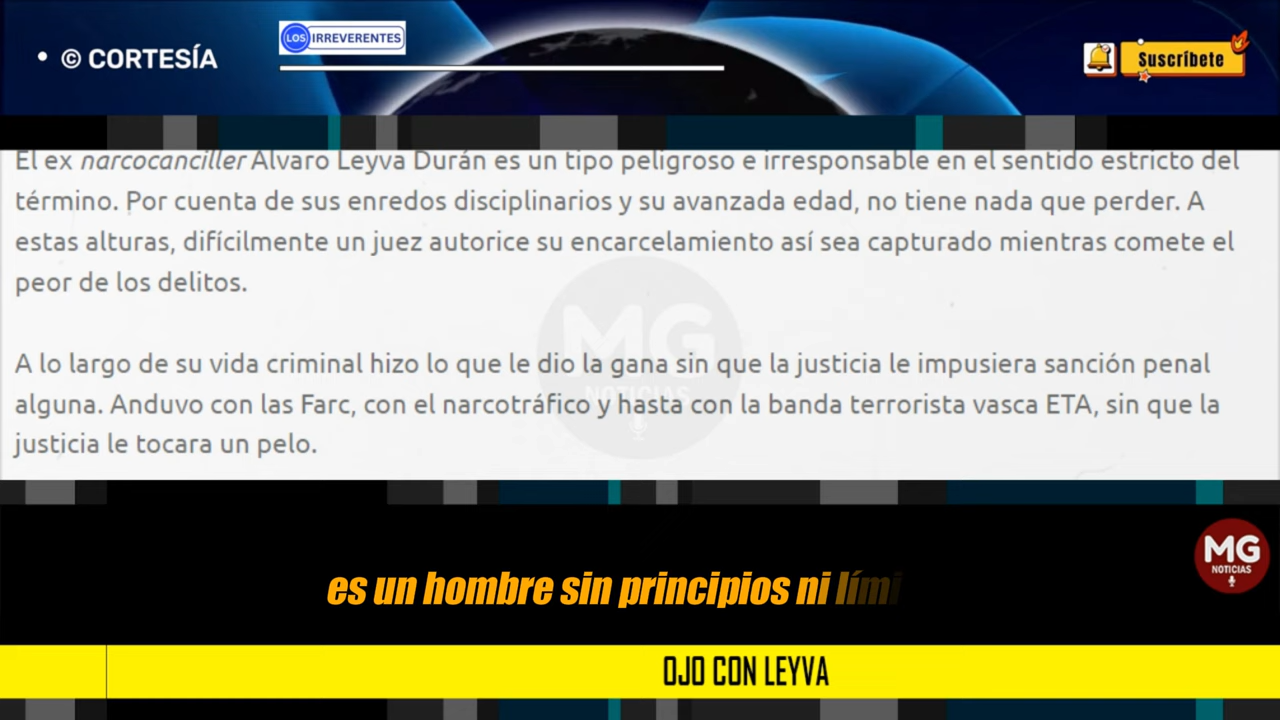 • © CORTESÍA
LOS IRREVERENTES
Suscríbete
El ex narcocanciller Álvaro Leyva Durán es un tipo peligroso e irresponsable en el sentido estricto del
término. Por cuenta de sus enredos disciplinarios y su avanzada edad, no tiene nada que perder. A
estas alturas, difícilmente un juez autorice su encarcelamiento así sea capturado mientras comete el
peor de los delitos.
A lo largo de su vida criminal hizo lo que le dio la gana sin que la justicia le impusiera sanción penal
alguna. Anduvo con las Farc, con el narcotráfico y hasta con la banda terrorista vasca ETA, sin que la
justicia le tocara un pelo.
MG
NOTICIAS
MG
NOTICIAS
es un hombre sin principios ni lími
OJO CON LEYVA